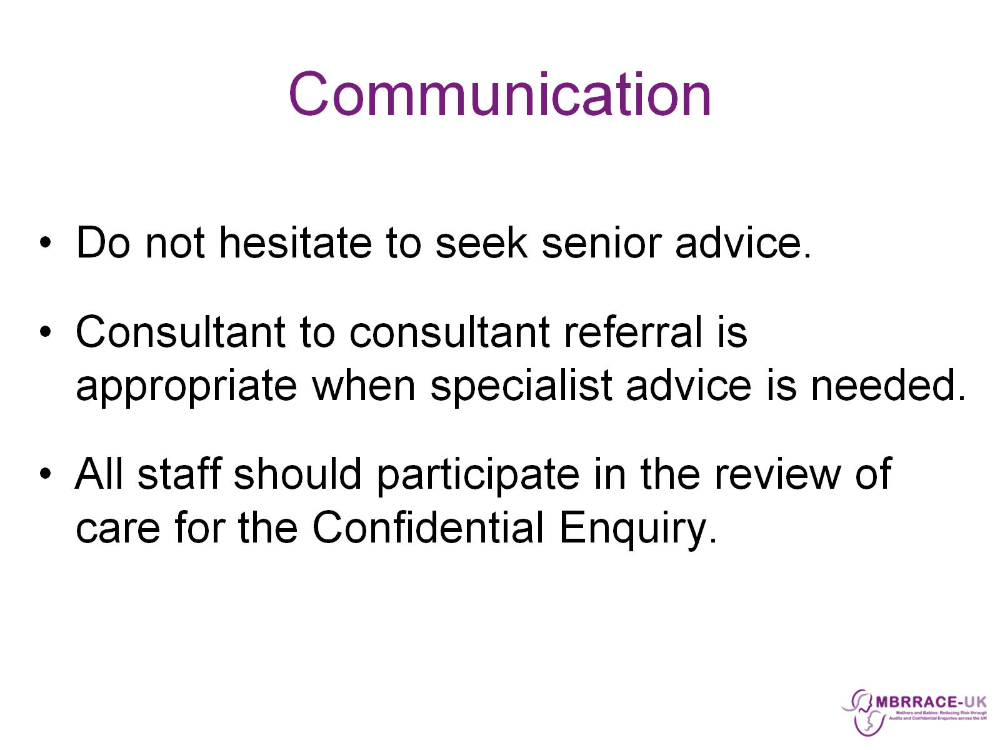 Communication
• Do not hesitate to seek senior advice.
• Consultant to consultant referral is
appropriate when specialist advice is needed.
• All staff should participate in the review of
care for the Confidential Enquiry.
MBRRACE-UK
Mothers and Babies: Reducing Risk through
Audits and Confidential Enquiries across the UK